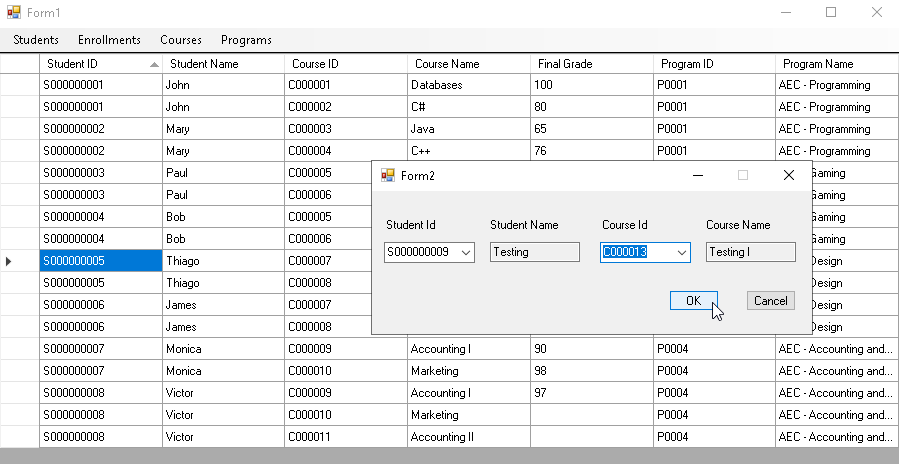 Form1
Students Enrollments Courses Programs
Student ID Student Name Course ID Course Name Final Grade Program ID Program Name
S000000001 John C000001 Databases 100 P0001 AEC - Programming
S000000001 John C000002 C# 80 P0001 AEC - Programming
S000000002 Mary C000003 Java 65 P0001 AEC - Programming
S000000002 Mary C000004 C++ 76 P0001 AEC - Programming
S000000003 Paul C000005 Gaming
S000000003 Paul C000006 Gaming
S000000004 Bob C000005 Gaming
S000000004 Bob C000006 Gaming
S000000005 Thiago C000007 Design
S000000005 Thiago C000008 Design
S000000006 James C000007 Design
S000000006 James C000008 Design
S000000007 Monica C000009 Accounting I 90 P0004 AEC - Accounting and...
S000000007 Monica C000010 Marketing 98 P0004 AEC - Accounting and...
S000000008 Victor C000009 Accounting I 97 P0004 AEC - Accounting and...
S000000008 Victor C000010 Marketing P0004 AEC - Accounting and...
S000000008 Victor C000011 Accounting II P0004 AEC - Accounting and...
Form2
Student Id Student Name Course Id Course Name
S000000009 Testing C000013 Testing I
OK Cancel